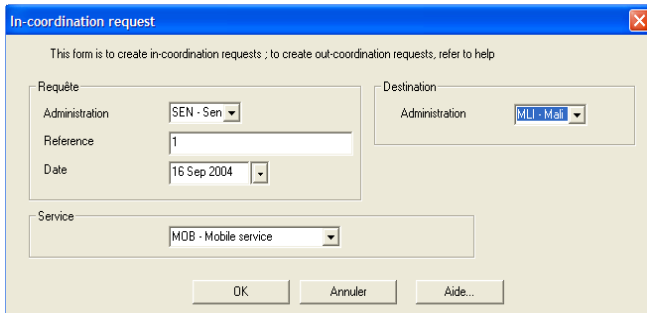 In-coordination request
This form is to create in-coordination requests ; to create out-coordination requests, refer to help
Requête
Administration SEN - Sen
Reference 1
Date 16 Sep 2004
Destination
Administration MLI - Mali
Service
MOB - Mobile service
OK Annuler Aide...